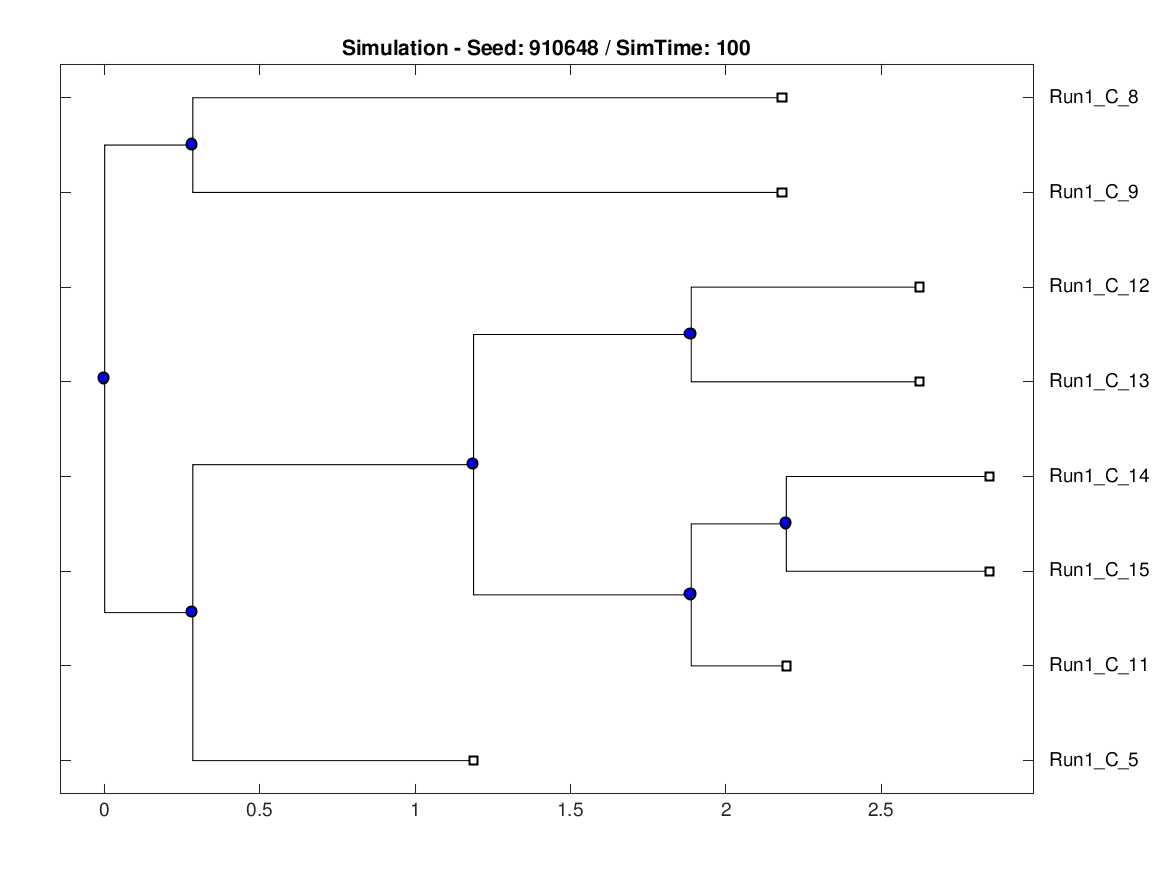 Simulation - Seed: 910648 / SimTime: 100
Run1_C_8
Run1_C_9
Run1_C_12
Run1_C_13
Run1_C_14
Run1_C_15
Run1_C_11
Run1_C_5
0 0.5 1 1.5 2 2.5